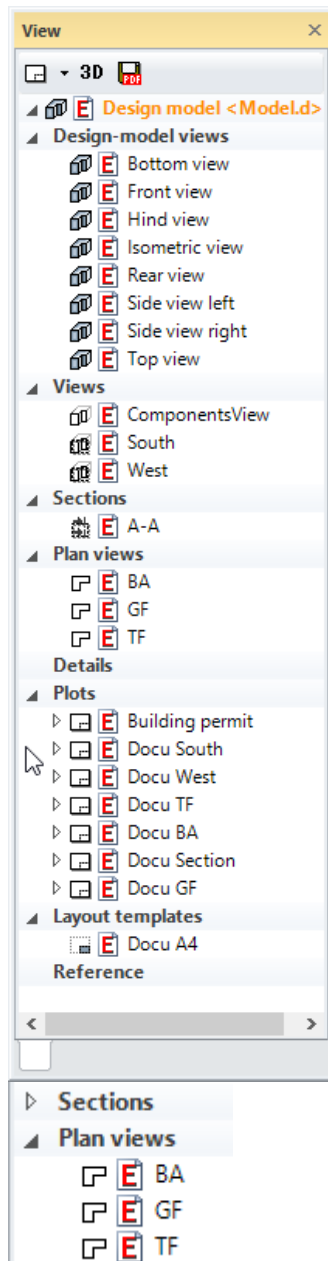 View
3D PDF
E Design model <Model.d>
Design-model views
E Bottom view
E Front view
E Hind view
E Isometric view
E Rear view
E Side view left
E Side view right
E Top view
Views
E ComponentsView
E South
E West
Sections
E A-A
Plan views
E BA
E GF
E TF
Details
Plots
E Building permit
E Docu South
E Docu West
E Docu TF
E Docu BA
E Docu Section
E Docu GF
Layout templates
E Docu A4
Reference
Sections
Plan views
E BA
E GF
E TF